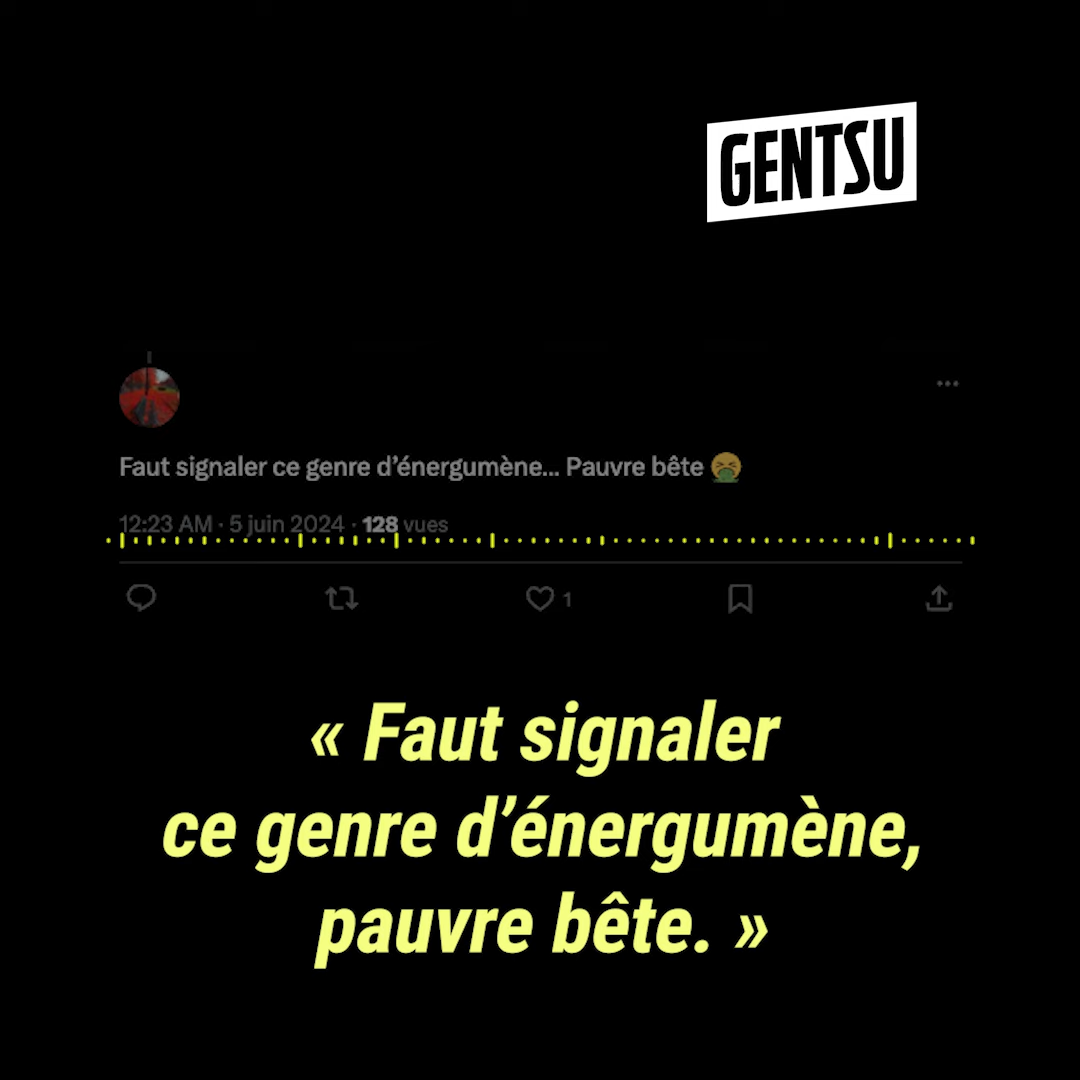 GENTSU
Faut signaler ce genre d’énergumène... Pauvre bête 🤮
12:23 AM · 5 juin 2024 · 128 vues
1
« Faut signaler
ce genre d’énergumène,
pauvre bête. »